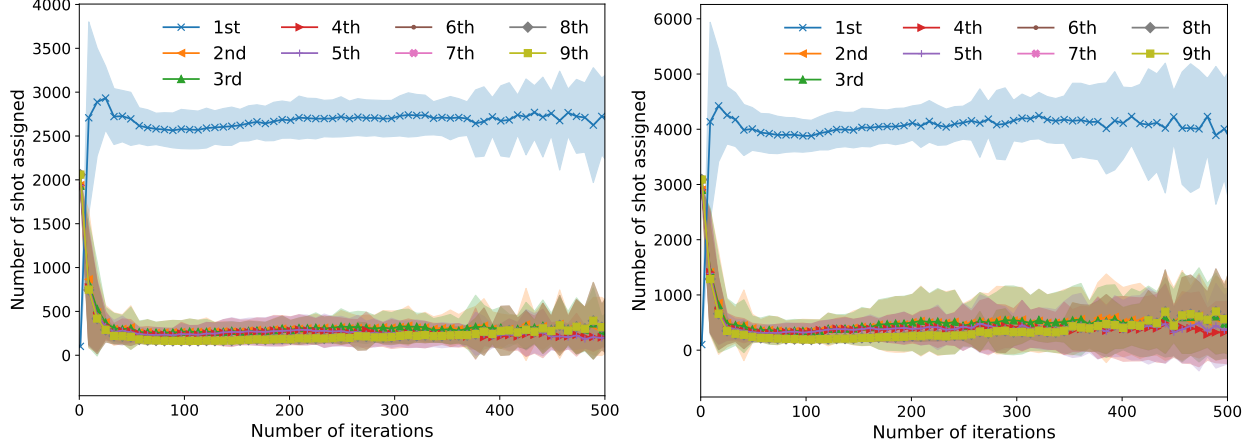 4000
3500
3000
2500
2000
1500
1000
500
0
Number of shot assigned
1st 4th 6th 8th
2nd 5th 7th 9th
3rd
0 100 200 300 400 500
Number of iterations
6000
5000
4000
3000
2000
1000
0
Number of shot assigned
1st 4th 6th 8th
2nd 5th 7th 9th
3rd
0 100 200 300 400 500
Number of iterations